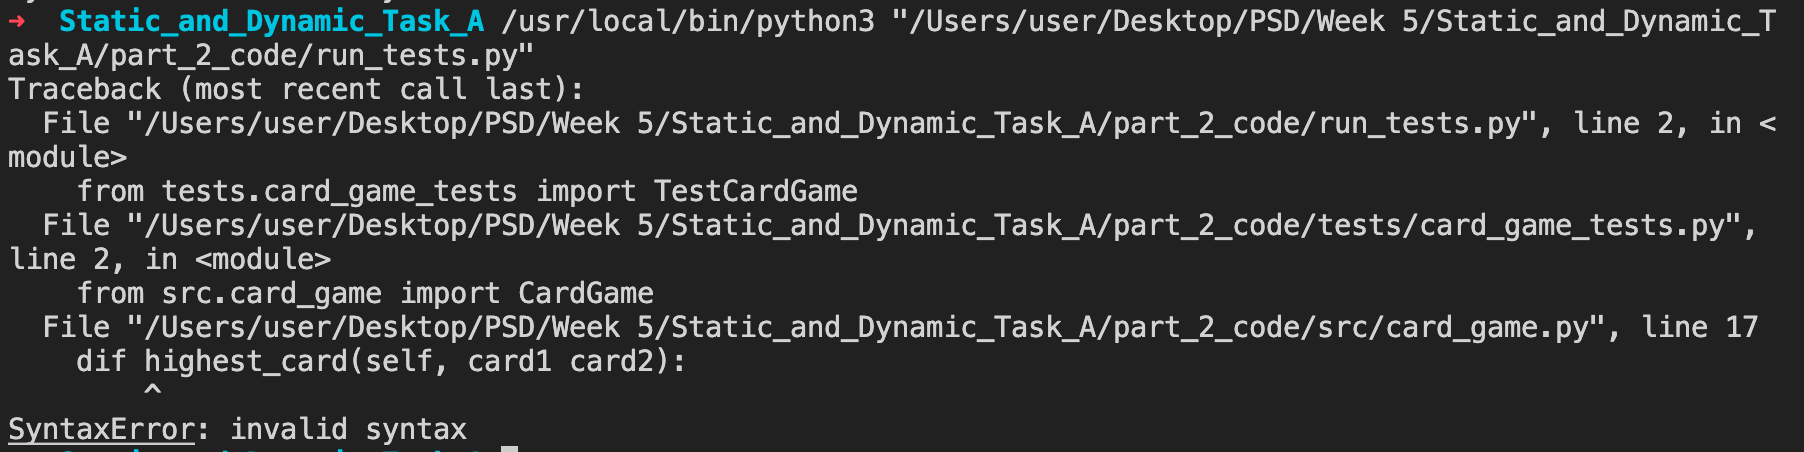 ➜  Static_and_Dynamic_Task_A /usr/local/bin/python3 "/Users/user/Desktop/PSD/Week 5/Static_and_Dynamic_T
ask_A/part_2_code/run_tests.py"
Traceback (most recent call last):
  File "/Users/user/Desktop/PSD/Week 5/Static_and_Dynamic_Task_A/part_2_code/run_tests.py", line 2, in <
module>
    from tests.card_game_tests import TestCardGame
  File "/Users/user/Desktop/PSD/Week 5/Static_and_Dynamic_Task_A/part_2_code/tests/card_game_tests.py",
line 2, in <module>
    from src.card_game import CardGame
  File "/Users/user/Desktop/PSD/Week 5/Static_and_Dynamic_Task_A/part_2_code/src/card_game.py", line 17
    dif highest_card(self, card1 card2):
        ^
SyntaxError: invalid syntax